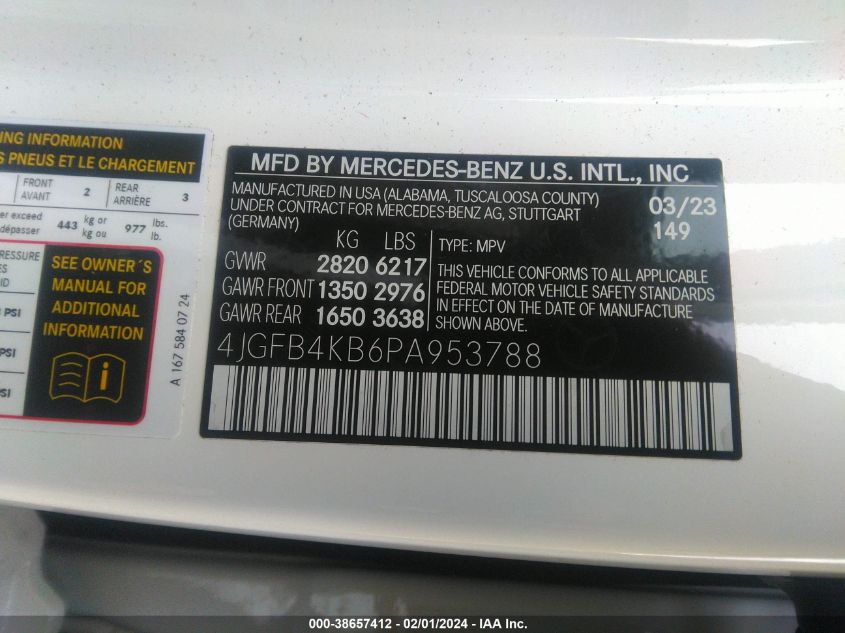 ING INFORMATION
S PNEUS ET LE CHARGEMENT
FRONT
AVANT
2
REAR
ARRIÈRE
3
er exceed
dépasser
443
kg or
kg ou
977
lbs.
lb.
PRESSURE
ES
ID
PSI
PSI
SI
SEE OWNER´S
MANUAL FOR
ADDITIONAL
INFORMATION
i
A 167 584 07 24
MFD BY MERCEDES-BENZ U.S. INTL., INC
MANUFACTURED IN USA (ALABAMA, TUSCALOOSA COUNTY)
UNDER CONTRACT FOR MERCEDES-BENZ AG, STUTTGART
(GERMANY)
03/23
149
KG LBS
GVWR 2820 6217
GAWR FRONT 1350 2976
GAWR REAR 1650 3638
TYPE: MPV
THIS VEHICLE CONFORMS TO ALL APPLICABLE
FEDERAL MOTOR VEHICLE SAFETY STANDARDS
IN EFFECT ON THE DATE OF MANUFACTURE
SHOWN ABOVE.
4JGFB4KB6PA953788
000-38657412 - 02/01/2024 - IAA Inc.